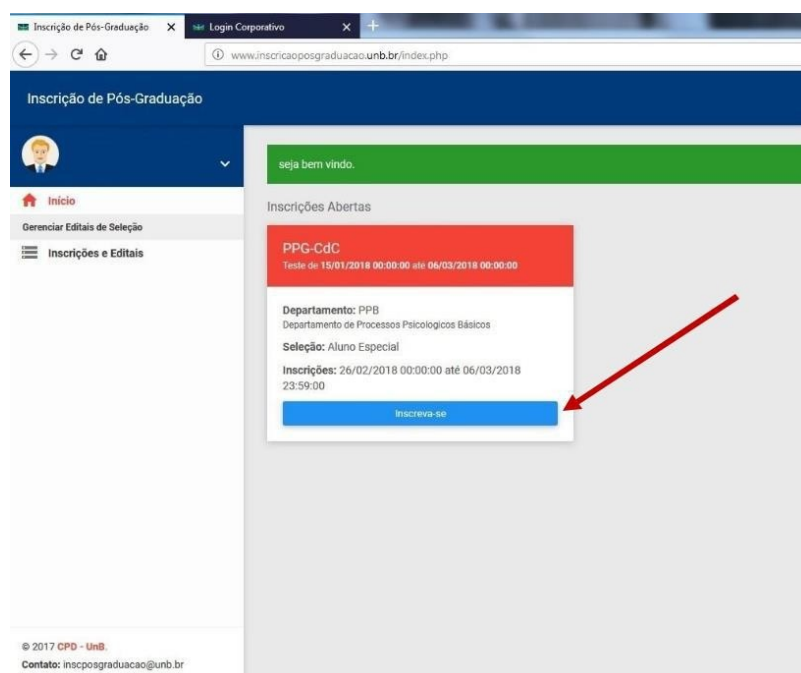 Inscrição de Pós-Graduação X
Login Corporativo X +
www.inscricaoposgraduacao.unb.br/index.php
Inscrição de Pós-Graduação
seja bem vindo.
Início
Gerenciar Editais de Seleção
Inscrições e Editais
Inscrições Abertas
PPG-CdC
Teste de 15/01/2018 00:00:00 até 06/03/2018 00:00:00
Departamento: PPB
Departamento de Processos Psicologicos Básicos
Seleção: Aluno Especial
Inscrições: 26/02/2018 00:00:00 até 06/03/2018
23:59:00
Inscreva-se
© 2017 CPD - UnB.
Contato: inscposgraduacao@unb.br